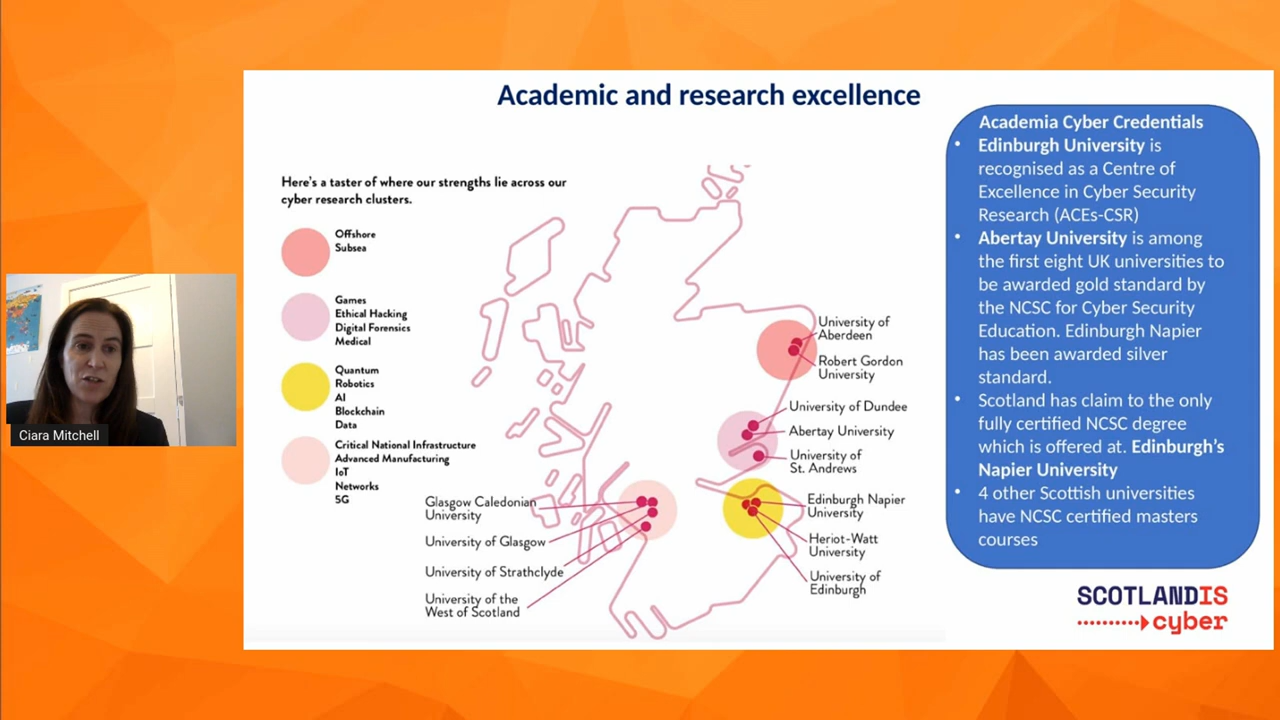 Academic and research excellence
Here's a taster of where our strengths lie across our
cyber research clusters.
Offshore
Subsea
Games
Ethical Hacking
Digital Forensics
Medical
Quantum
Robotics
AI
Blockchain
Data
Critical National Infrastructure
Advanced Manufacturing
IoT
Networks
5G
Glasgow Caledonian
University
University of Glasgow
University of Strathclyde
University of the
West of Scotland
University of
Aberdeen
Robert Gordon
University
University of Dundee
Abertay University
University of
St. Andrews
Edinburgh Napier
University
Heriot-Watt
University
University of
Edinburgh
Academia Cyber Credentials
• Edinburgh University is
recognised as a Centre of
Excellence in Cyber Security
Research (ACEs-CSR)
• Abertay University is among
the first eight UK universities to
be awarded gold standard by
the NCSC for Cyber Security
Education. Edinburgh Napier
has been awarded silver
standard.
• Scotland has claim to the only
fully certified NCSC degree
which is offered at. Edinburgh's
Napier University
• 4 other Scottish universities
have NCSC certified masters
courses
SCOTLANDIS
cyber
Ciara Mitchell